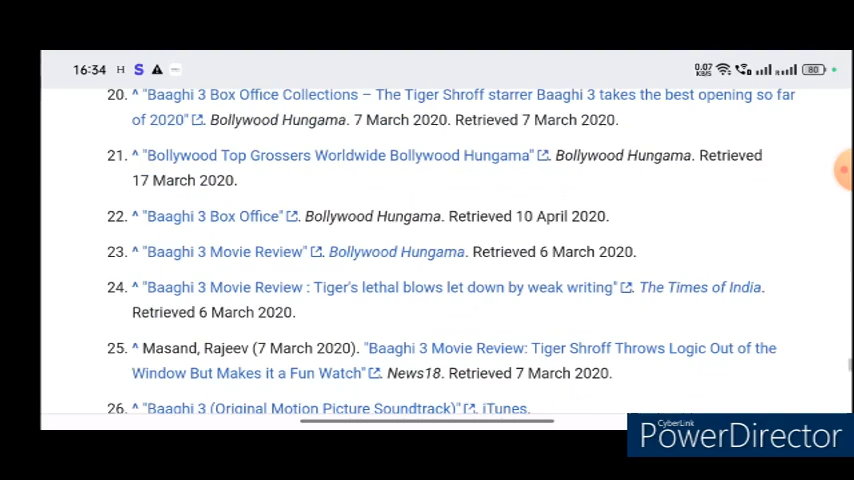 16:34 H S 0.07 KB/S 80
20. ^ "Baaghi 3 Box Office Collections – The Tiger Shroff starrer Baaghi 3 takes the best opening so far
of 2020". Bollywood Hungama. 7 March 2020. Retrieved 7 March 2020.
21. ^ "Bollywood Top Grossers Worldwide Bollywood Hungama". Bollywood Hungama. Retrieved
17 March 2020.
22. ^ "Baaghi 3 Box Office". Bollywood Hungama. Retrieved 10 April 2020.
23. ^ "Baaghi 3 Movie Review". Bollywood Hungama. Retrieved 6 March 2020.
24. ^ "Baaghi 3 Movie Review : Tiger's lethal blows let down by weak writing". The Times of India.
Retrieved 6 March 2020.
25. ^ Masand, Rajeev (7 March 2020). "Baaghi 3 Movie Review: Tiger Shroff Throws Logic Out of the
Window But Makes it a Fun Watch". News18. Retrieved 7 March 2020.
26. ^ "Baaghi 3 (Original Motion Picture Soundtrack)". iTunes.
CyberLink
PowerDirector